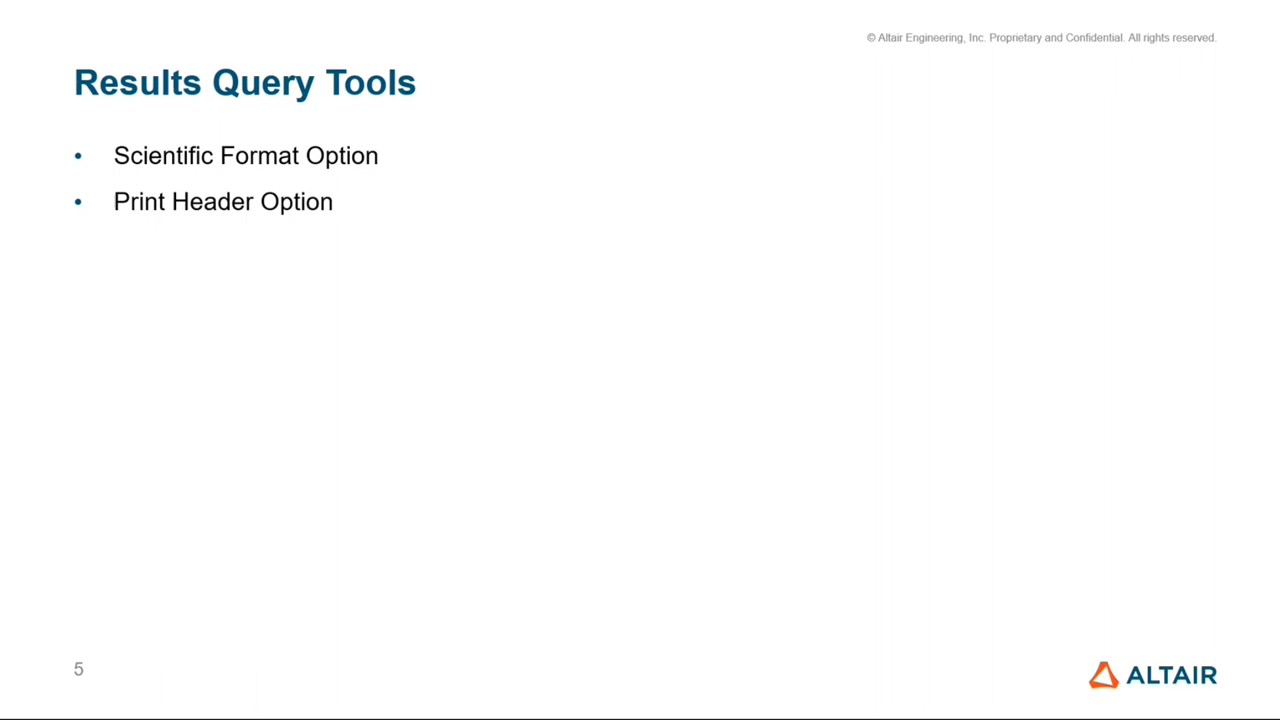 © Altair Engineering, Inc. Proprietary and Confidential. All rights reserved.
Results Query Tools
• Scientific Format Option
• Print Header Option
5
ALTAIR